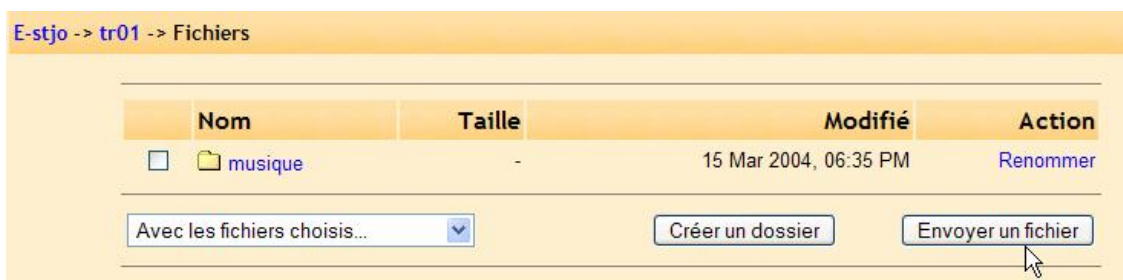 E-stjo -> tr01 -> Fichiers
Nom Taille Modifié Action
musique - 15 Mar 2004, 06:35 PM Renommer
Avec les fichiers choisis... Créer un dossier Envoyer un fichier